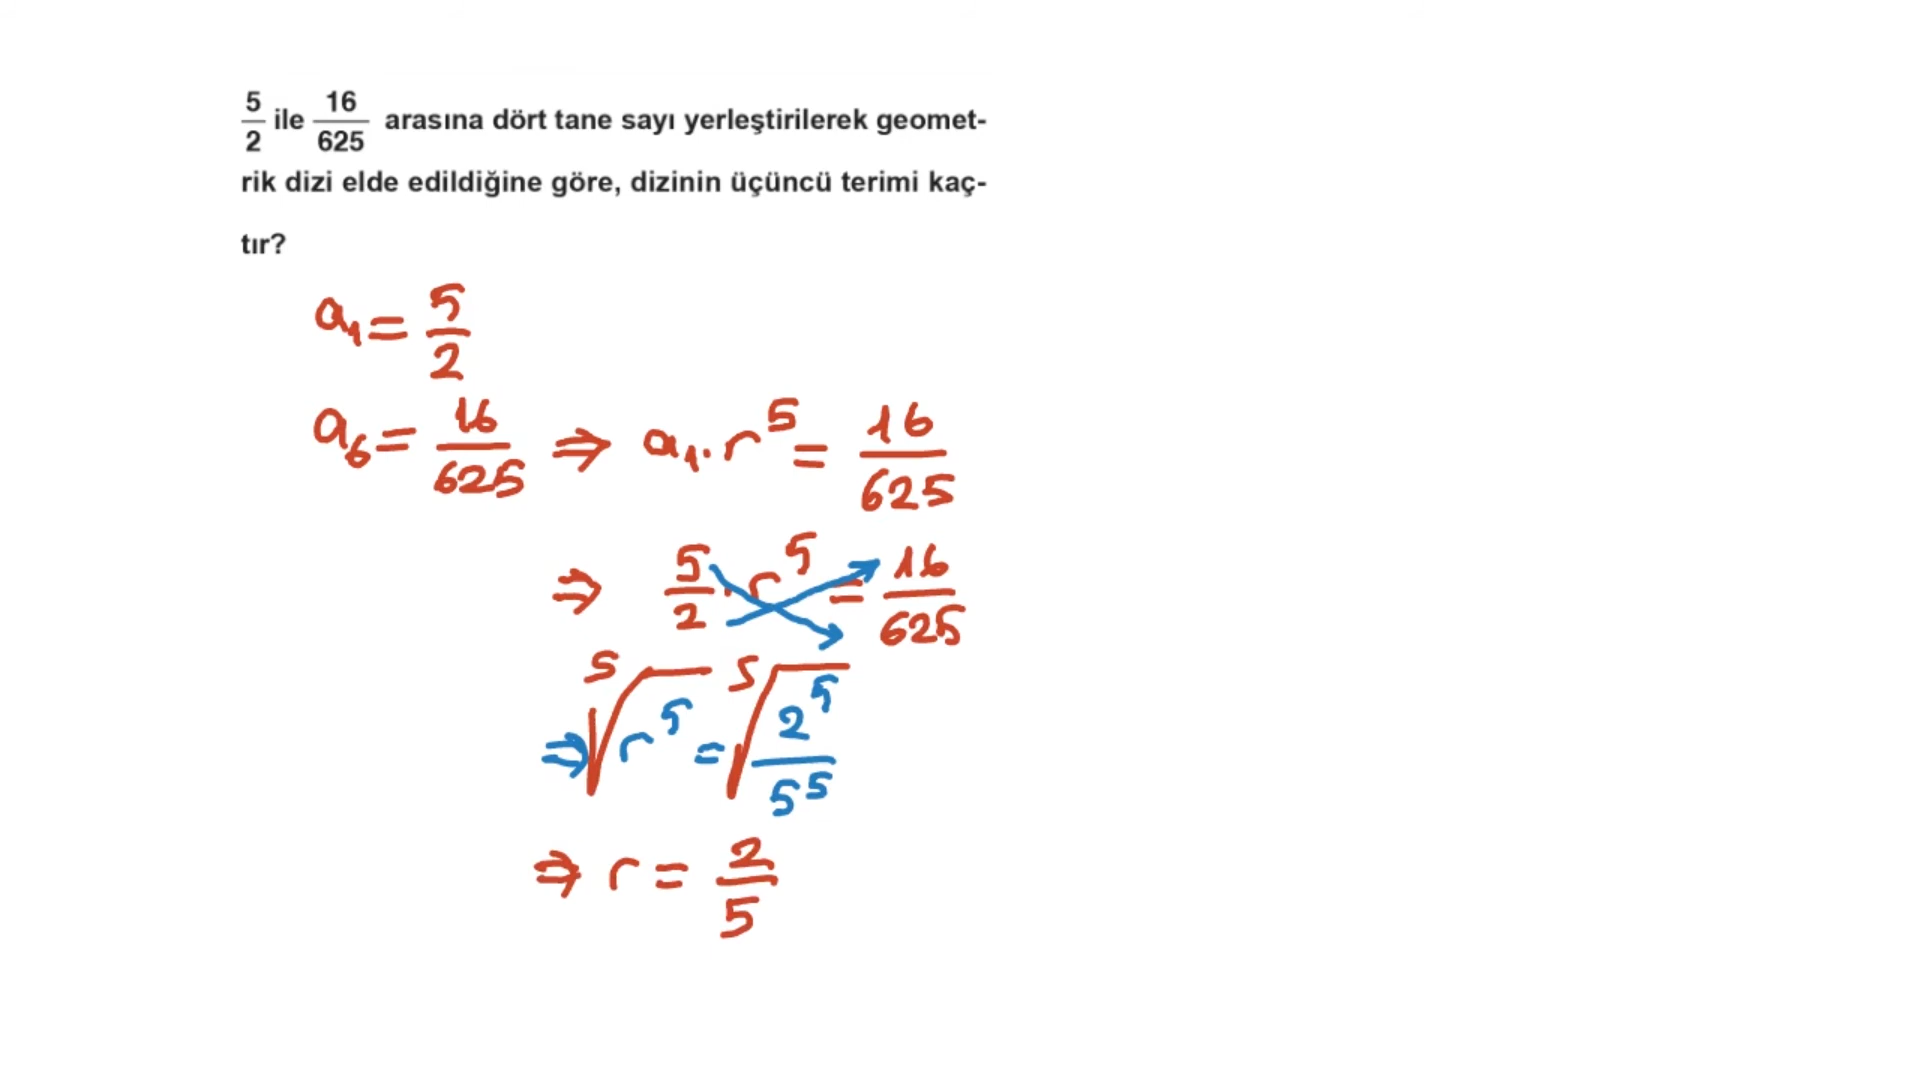 5/2 ile 16/625 arasına dört tane sayı yerleştirilerek geomet-
rik dizi elde edildiğine göre, dizinin üçüncü terimi kaç-
tır?
a₁ = 5/2
a₆ = 16/625 ⇒ a₁ · r⁵ = 16/625
⇒ 5/2 · r⁵ = 16/625
⇒ ⁵√r⁵ = ⁵√(2⁵/5⁵)
⇒ r = 2/5